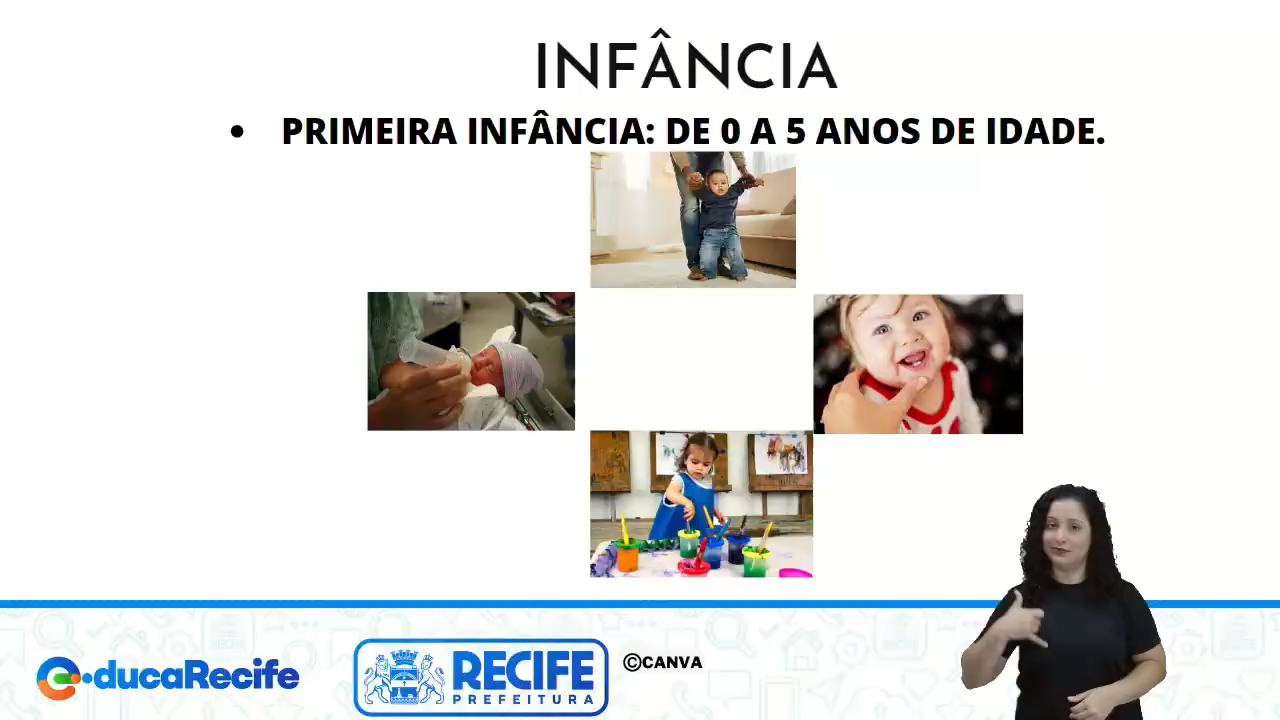 INFÂNCIA
• PRIMEIRA INFÂNCIA: DE 0 A 5 ANOS DE IDADE.
educaRecife
RECIFE
PREFEITURA
©CANVA